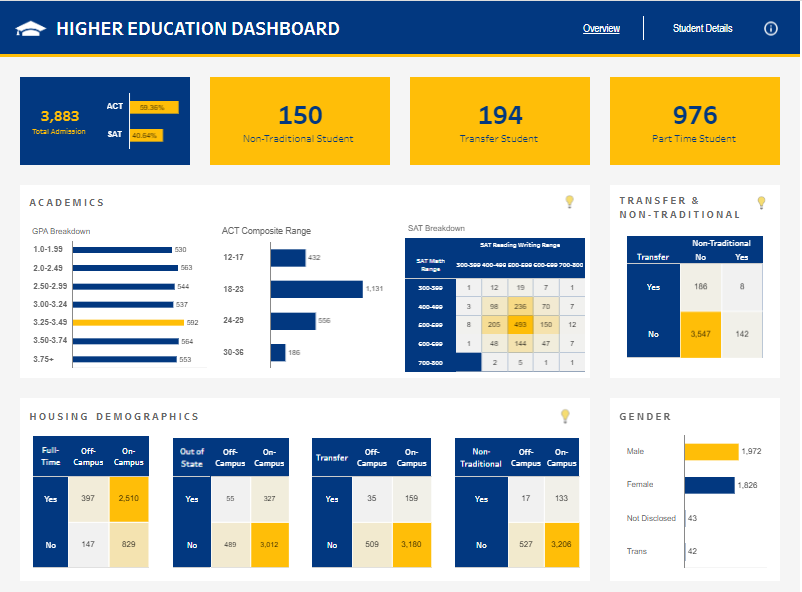 HIGHER EDUCATION DASHBOARD
Overview
Student Details
3,883
Total Admission
ACT
59.36%
SAT
40.64%
150
Non-Traditional Student
194
Transfer Student
976
Part Time Student
ACADEMICS
GPA Breakdown
1.0-1.99 530
2.0-2.49 563
2.50-2.99 544
3.00-3.24 537
3.25-3.49 592
3.50-3.74 564
3.75+ 553
ACT Composite Range
12-17 432
18-23 1,131
24-29 556
30-36 186
SAT Breakdown
SAT Reading Writing Range
SAT Math
Range
300-399 400-499 500-599 600-699 700-800
300-399 1 12 19 7 1
400-499 3 98 236 70 7
500-599 8 205 493 150 12
600-699 1 48 144 47 7
700-800 2 5 1 1
TRANSFER &
NON-TRADITIONAL
Non-Traditional
Transfer No Yes
Yes 186 8
No 3,547 142
HOUSING DEMOGRAPHICS
Full-
Time
Off-
Campus
On-
Campus
Yes 397 2,510
No 147 829
Out of
State
Off-
Campus
On-
Campus
Yes 55 327
No 489 3,012
Transfer
Off-
Campus
On-
Campus
Yes 35 159
No 509 3,180
Non-
Traditional
Off-
Campus
On-
Campus
Yes 17 133
No 527 3,206
GENDER
Male 1,972
Female 1,826
Not Disclosed 43
Trans 42